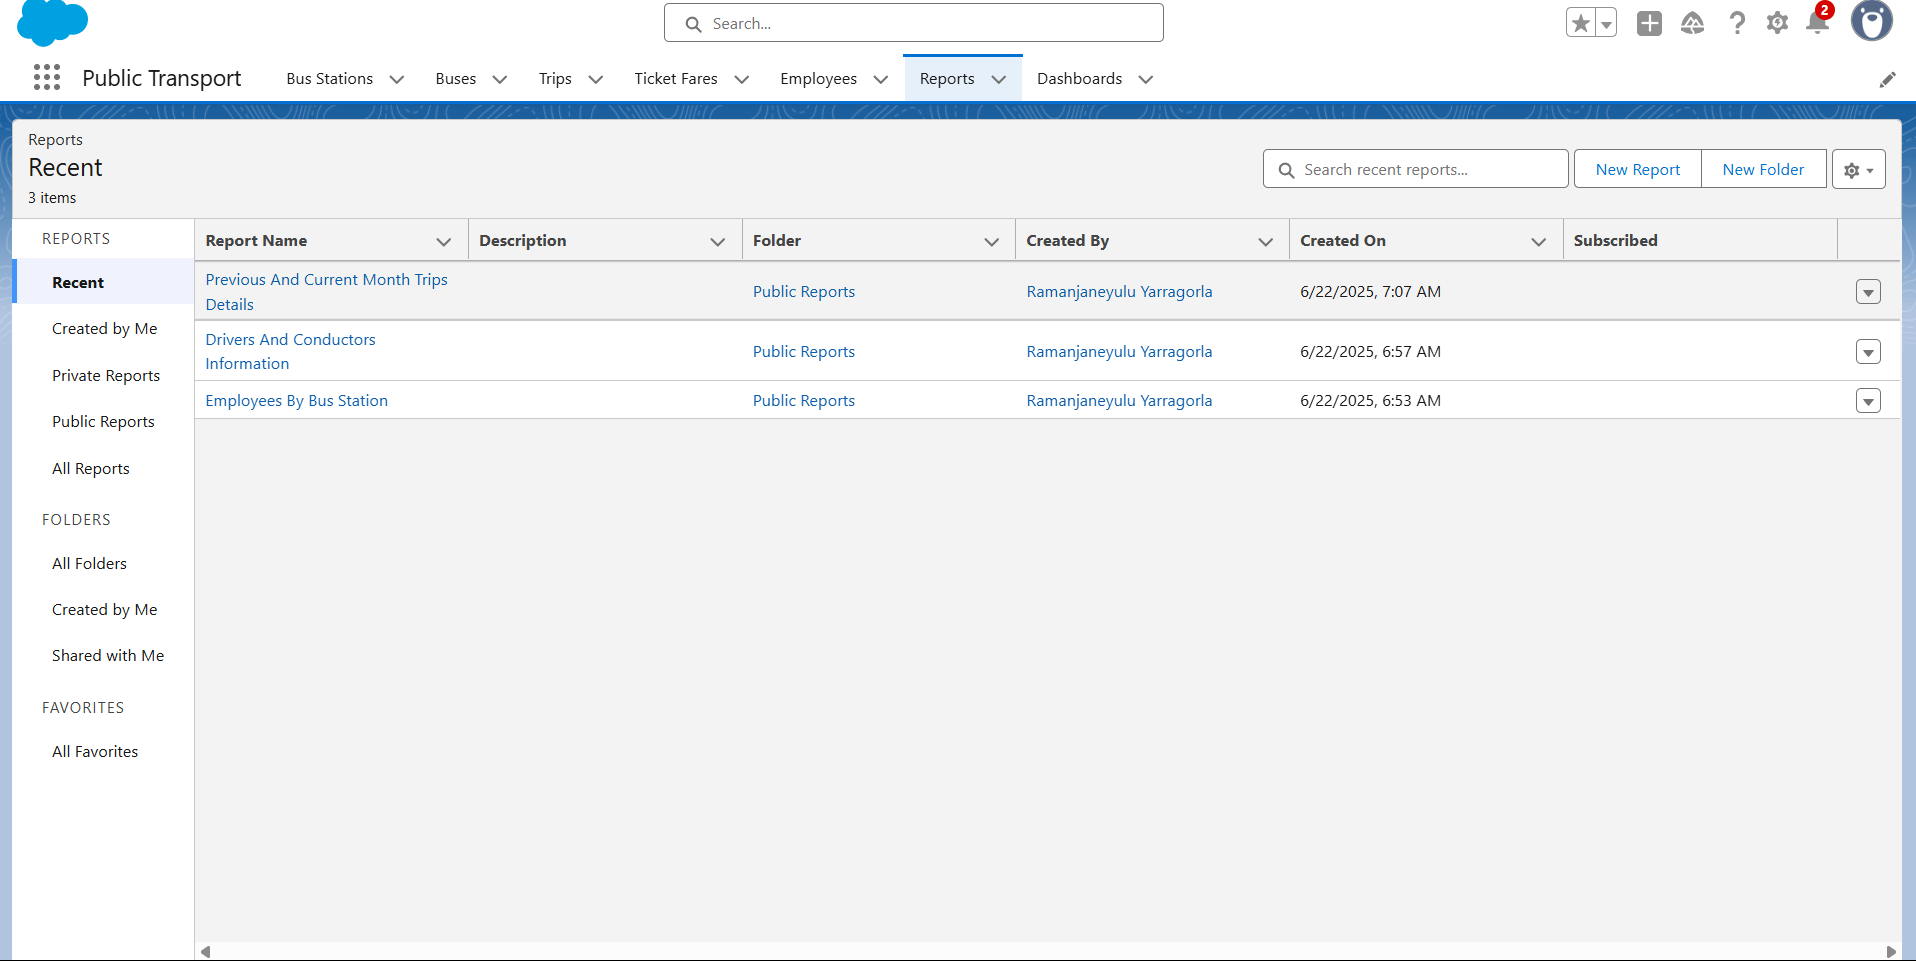 Search...
2
Public Transport
Bus Stations
Buses
Trips
Ticket Fares
Employees
Reports
Dashboards
Reports
Recent
3 items
Search recent reports...
New Report
New Folder
REPORTS
Recent
Created by Me
Private Reports
Public Reports
All Reports
FOLDERS
All Folders
Created by Me
Shared with Me
FAVORITES
All Favorites
Report Name Description Folder Created By Created On Subscribed
Previous And Current Month Trips
Details
Public Reports Ramanjaneyulu Yarragorla 6/22/2025, 7:07 AM
Drivers And Conductors
Information
Public Reports Ramanjaneyulu Yarragorla 6/22/2025, 6:57 AM
Employees By Bus Station Public Reports Ramanjaneyulu Yarragorla 6/22/2025, 6:53 AM